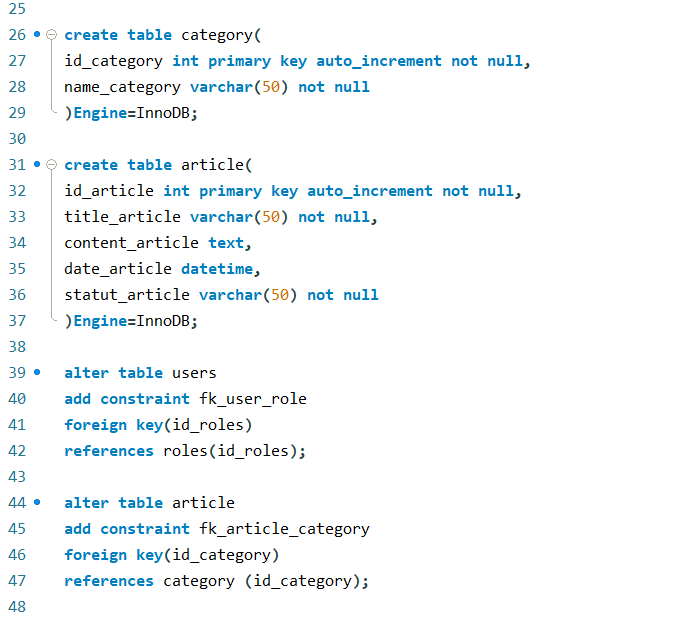 25
26 create table category(
27 id_category int primary key auto_increment not null,
28 name_category varchar(50) not null
29 )Engine=InnoDB;
30
31 create table article(
32 id_article int primary key auto_increment not null,
33 title_article varchar(50) not null,
34 content_article text,
35 date_article datetime,
36 statut_article varchar(50) not null
37 )Engine=InnoDB;
38
39 alter table users
40 add constraint fk_user_role
41 foreign key(id_roles)
42 references roles(id_roles);
43
44 alter table article
45 add constraint fk_article_category
46 foreign key(id_category)
47 references category (id_category);
48